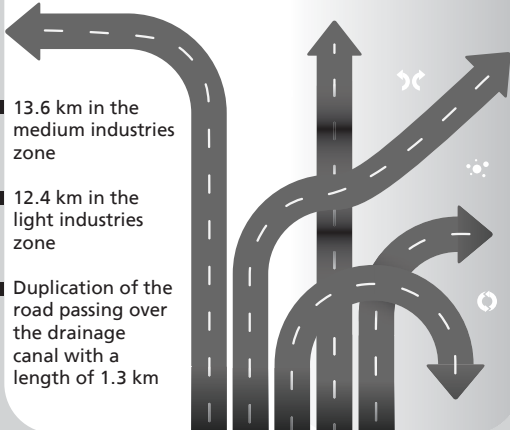 13.6 km in the
medium industries
zone
12.4 km in the
light industries
zone
Duplication of the
road passing over
the drainage
canal with a
length of 1.3 km